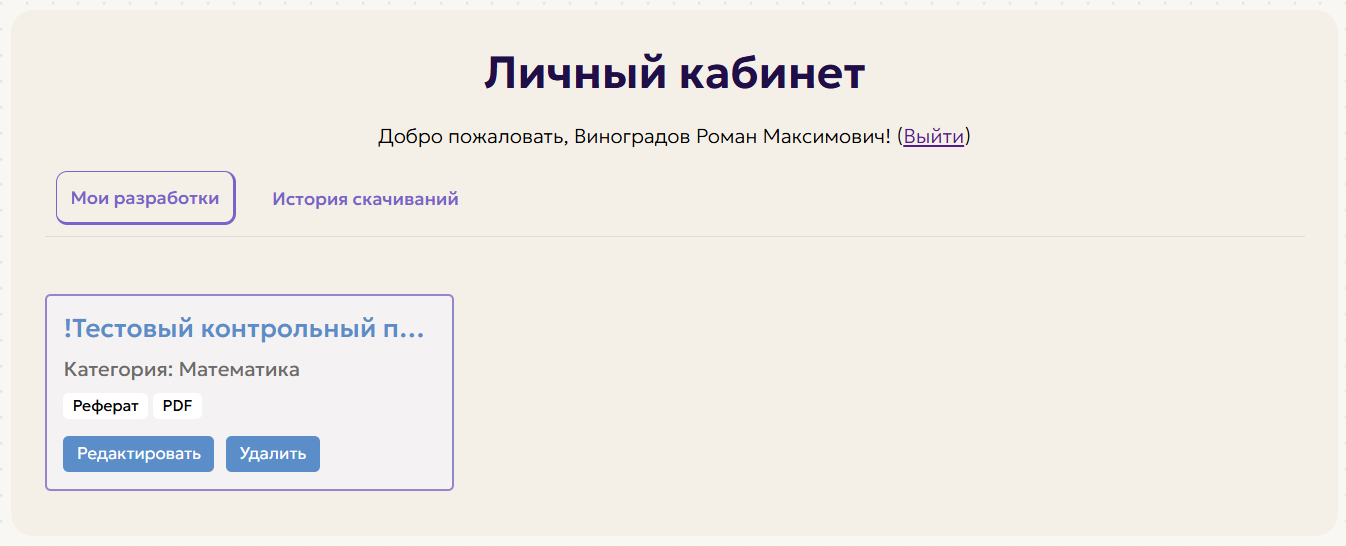 Личный кабинет
Добро пожаловать, Виноградов Роман Максимович! (Выйти)
Мои разработки История скачиваний
!Тестовый контрольный п...
Категория: Математика
Реферат PDF
Редактировать Удалить